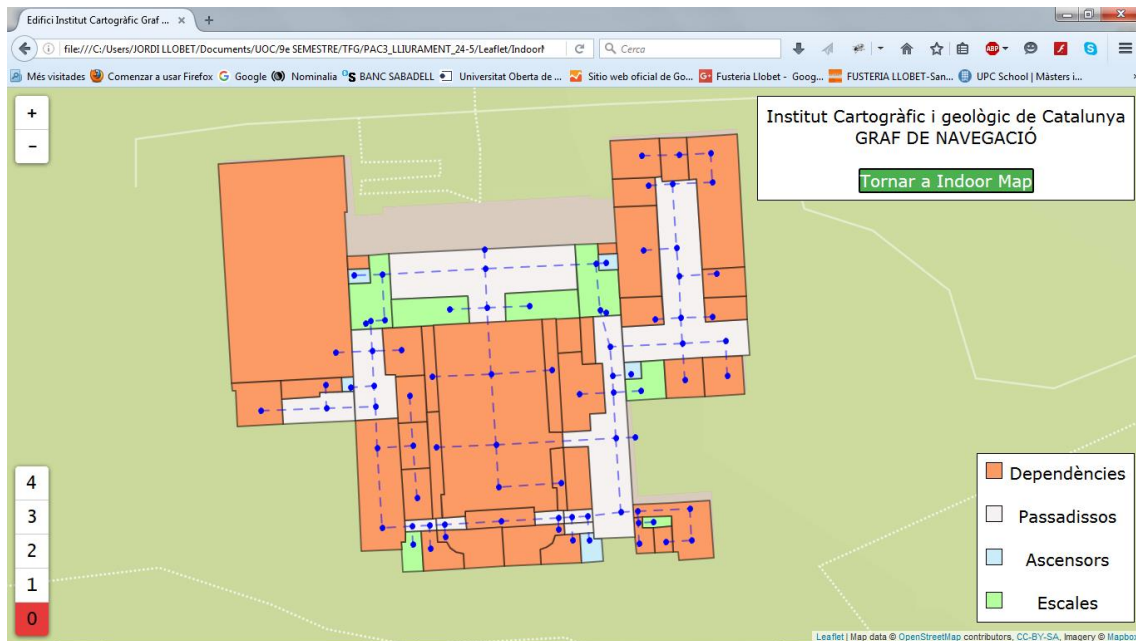 Edifici Institut Cartogràfic Graf ...
file:///C:/Users/JORDI LLOBET/Documents/UOC/9e SEMESTRE/TFG/PAC3_LLIURAMENT_24-5/Leaflet/Indoor
Cerca
Més visitades Comenzar a usar Firefox Google Nominalia BANC SABADELL Universitat Oberta de ... Sitio web oficial de Go... Fusteria Llobet - Goog... FUSTERIA LLOBET-San... UPC School | Màsters i...
+
−
Institut Cartogràfic i geològic de Catalunya
GRAF DE NAVEGACIÓ
Tornar a Indoor Map
4
3
2
1
0
Dependències
Passadissos
Ascensors
Escales
Leaflet | Map data © OpenStreetMap contributors, CC-BY-SA, Imagery © Mapbox